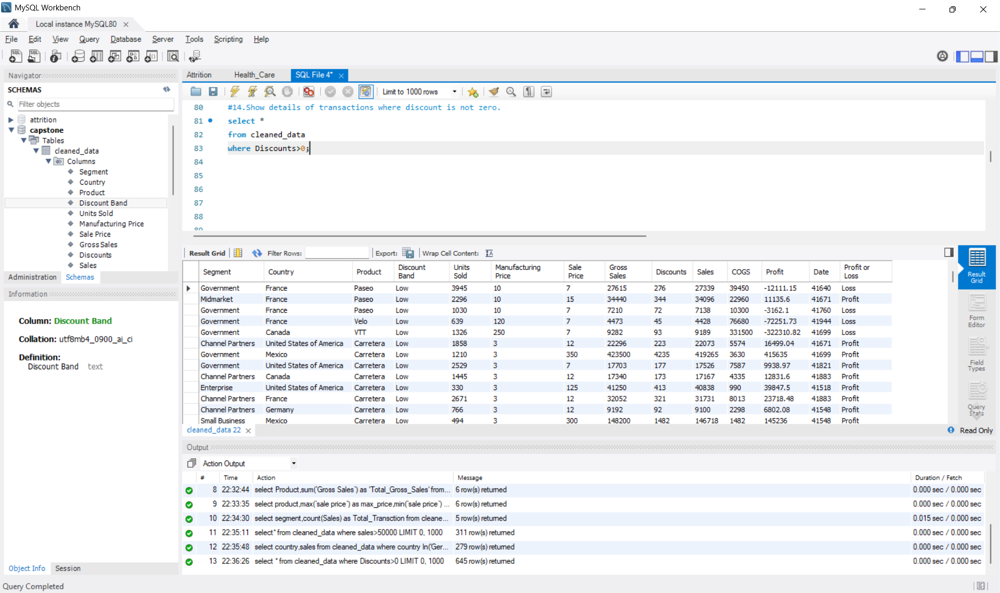 MySQL Workbench
Local instance MySQL80
File Edit View Query Database Server Tools Scripting Help
Navigator
SCHEMAS
Filter objects
attrition
capstone
Tables
cleaned_data
Columns
Segment
Country
Product
Discount Band
Units Sold
Manufacturing Price
Sale Price
Gross Sales
Discounts
Sales
Administration Schemas
Information
Column: Discount Band
Collation: utf8mb4_0900_ai_ci
Definition:
Discount Band text
Object Info Session
Query Completed
Attrition Health_Care SQL File 4*
Limit to 1000 rows
80 #14.Show details of transactions where discount is not zero.
81 select *
82 from cleaned_data
83 where Discounts>0;
84
85
86
87
88
89
Result Grid Filter Rows: Export: Wrap Cell Content:
Segment Country Product Discount Band Units Sold Manufacturing Price Sale Price Gross Sales Discounts Sales COGS Profit Date Profit or Loss
Government France Paseo Low 3945 10 7 27615 276 27339 39450 -12111.15 41640 Loss
Midmarket France Paseo Low 2296 10 15 34440 344 34096 22960 11135.6 41671 Profit
Government France Paseo Low 1030 10 7 7210 72 7138 10300 -3162.1 41760 Loss
Government France Velo Low 639 120 7 4473 45 4428 76680 -72251.73 41944 Loss
Government Canada VTT Low 1326 250 7 9282 93 9189 331500 -322310.82 41699 Loss
Channel Partners United States of America Carretera Low 1858 3 12 22296 223 22073 5574 16499.04 41671 Profit
Government Mexico Carretera Low 1210 3 350 423500 4235 419265 3630 415635 41699 Profit
Government United States of America Carretera Low 2529 3 7 17703 177 17526 7587 9938.97 41821 Profit
Channel Partners Canada Carretera Low 1445 3 12 17340 173 17167 4335 12831.6 41883 Profit
Enterprise United States of America Carretera Low 330 3 125 41250 413 40838 990 39847.5 41518 Profit
Channel Partners France Carretera Low 2671 3 12 32052 321 31731 8013 23718.48 41883 Profit
Channel Partners Germany Carretera Low 766 3 12 9192 92 9100 2298 6802.08 41548 Profit
Small Business Mexico Carretera Low 494 3 300 148200 1482 146718 1482 145236 41548 Profit
Result Grid
Form Editor
Field Types
Query Stats
cleaned_data 22
Read Only
Output
Action Output
# Time Action Message Duration / Fetch
8 22:32:44 select Product,sum(`Gross Sales`) as 'Total_Gross_Sales' from... 6 row(s) returned 0.000 sec / 0.000 sec
9 22:33:35 select product,max(`sale price`) as max_price,min(`sale price`) ... 6 row(s) returned 0.000 sec / 0.000 sec
10 22:34:30 select segment,count(Sales) as Total_Transction from cleane... 5 row(s) returned 0.015 sec / 0.000 sec
11 22:35:11 select* from cleaned_data where sales>50000 LIMIT 0, 1000 311 row(s) returned 0.000 sec / 0.000 sec
12 22:35:48 select country,sales from cleaned_data where country In('Ger... 279 row(s) returned 0.000 sec / 0.000 sec
13 22:36:26 select * from cleaned_data where Discounts>0 LIMIT 0, 1000 645 row(s) returned 0.000 sec / 0.000 sec